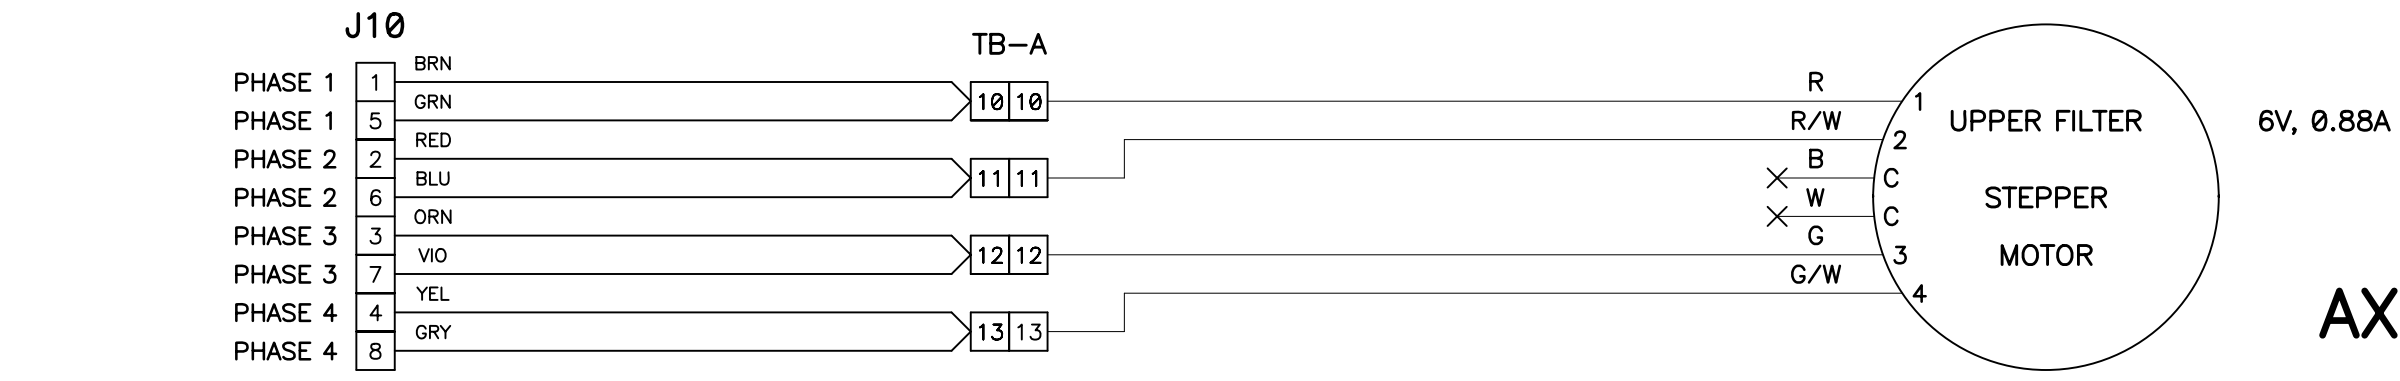 J10
TB-A
BRN
PHASE 1 1
GRN
10 10
R
1
PHASE 1 5
RED
R/W
2
UPPER FILTER
6V, 0.88A
PHASE 2 2
BLU
11 11
B
C
PHASE 2 6
ORN
W
C
STEPPER
PHASE 3 3
VIO
12 12
G
3
MOTOR
PHASE 3 7
YEL
G/W
4
PHASE 4 4
GRY
13 13
AX
PHASE 4 8